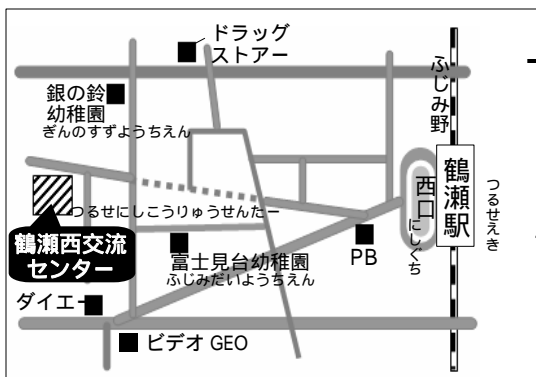 ドラッグ
ストアー
ふじみ野
銀の鈴
幼稚園
ぎんのすずようちえん
つるせにしこうりゅうせんたー
鶴瀬西交流
センター
富士見台幼稚園
ふじみだいようちえん
PB
西口
にしぐち
鶴瀬駅
つるせえき
ダイエー
ビデオ GEO